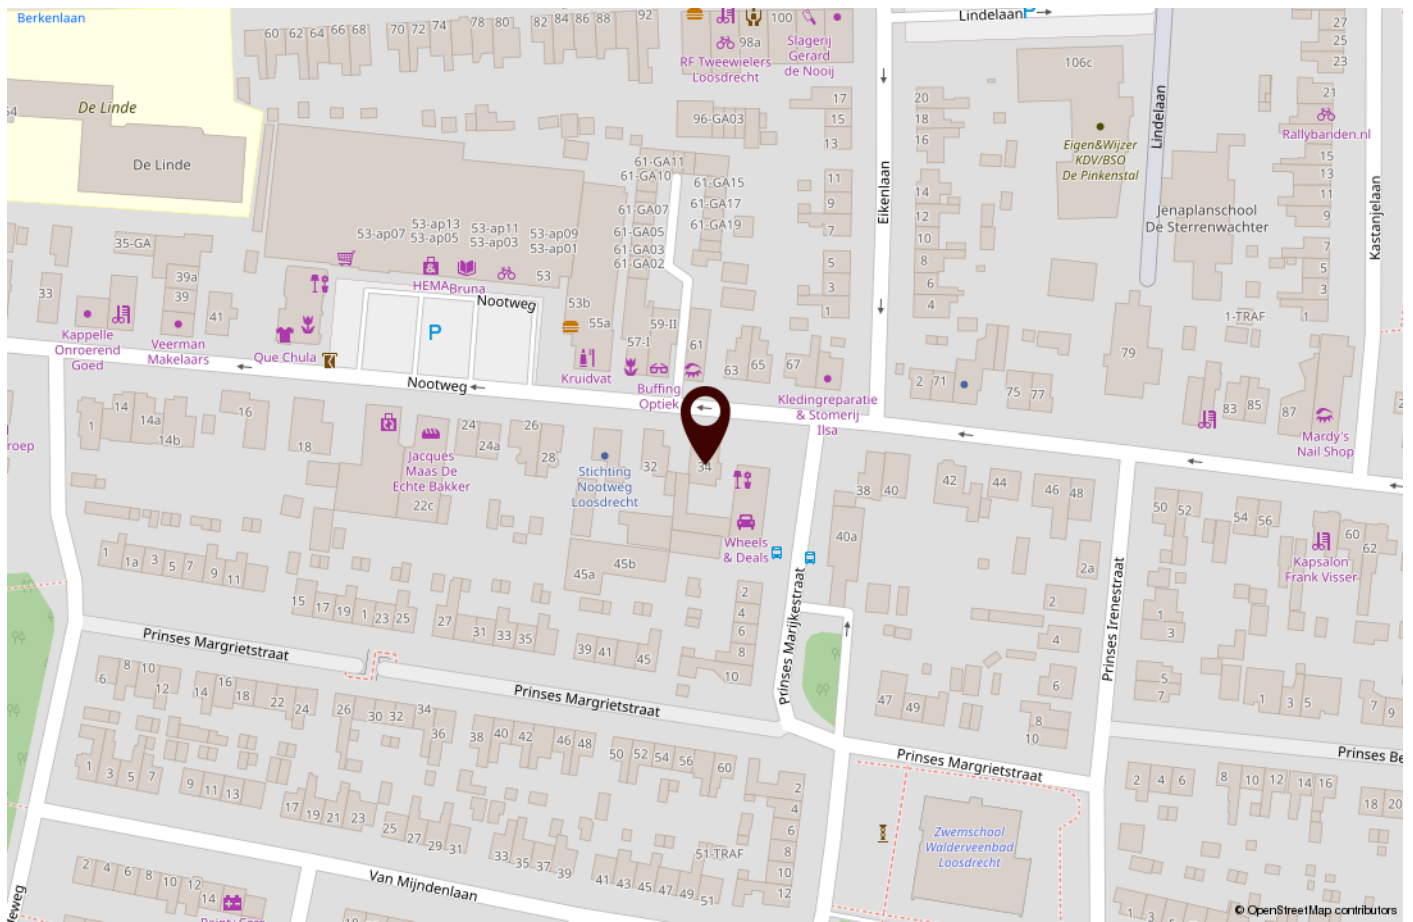 Berkenlaan
60 62 64 66 68
70 72 74 78 80
82 84 86 88 92
98a
100
RF Tweewielers
Loosdrecht
Slagerij
Gerard
de Nooij
Lindelaan
P
106c
27
25
23
21
Rallybanden.nl
15
13
11
9
7
5
3
1
De Linde
De Linde
54
96-GA03
17
15
13
11
9
7
5
3
1
20
18
16
14
12
10
8
6
4
Eikenlaan
Lindelaan
Kastanjelaan
Eigen&Wijzer
KDV/BSO
De Pinkenstal
Jenaplanschool
De Sterrenwachter
61-GA11
61-GA10
61-GA15
61-GA07
61-GA17
61-GA05
61-GA19
61-GA03
61-GA02
53-ap13
53-ap11
53-ap07
53-ap05
53-ap03
53-ap09
53-ap01
53
HEMA
Bruna
Nootweg
P
35-GA
33
39a
39
41
Kappelle
Onroerend
Goed
Veerman
Makelaars
Que Chula
53b
55a
57-I
59-II
61
63
65
67
Kruidvat
Buffing
Optiek
Kledingreparatie
& Stomerij
Ilsa
2 71
75 77
79
1-TRAF
83 85
87
Mardy's
Nail Shop
Nootweg
roep
1
14
14a
14b
16
18
24
24a
26
28
32
34
Jacques
Maas De
Echte Bakker
22c
Stichting
Nootweg
Loosdrecht
Wheels
& Deals
38 40
40a
42
44
46 48
50 52
54 56
60
62
Kapsalon
Frank Visser
45a
45b
1 1a 3 5 7 9 11
15 17 19 1 23 25
27 31 33 35
39 41 45
2
4
6
8
10
2a
2
4
6
8
10
1
3
5
7
47 49
1 3 5
7 9
Prinses Marijkestraat
Prinses Irenestraat
Prinses Margrietstraat
Prinses Margrietstraat
Prinses Margrietstraat
Prinses Be
6 8 10 12
14 16 18 22 24
26 30 32 34 36
38 40 42 46 48
50 52 54 56 60
1 3 5 7
9 11 13
17 19 21 23
25 27 29 31
33 35 37 39
41 43 45 47 49 51
51-TRAF
2
4
6
8
10
12
2 4 6
8 10 12 14 16
18 20
Zwemschool
Walderveenbad
Loosdrecht
2 4 6 8 10 12 14
Van Mijndenlaan
deweg
18
1 3 5 7 9 11
© OpenStreetMap contributors